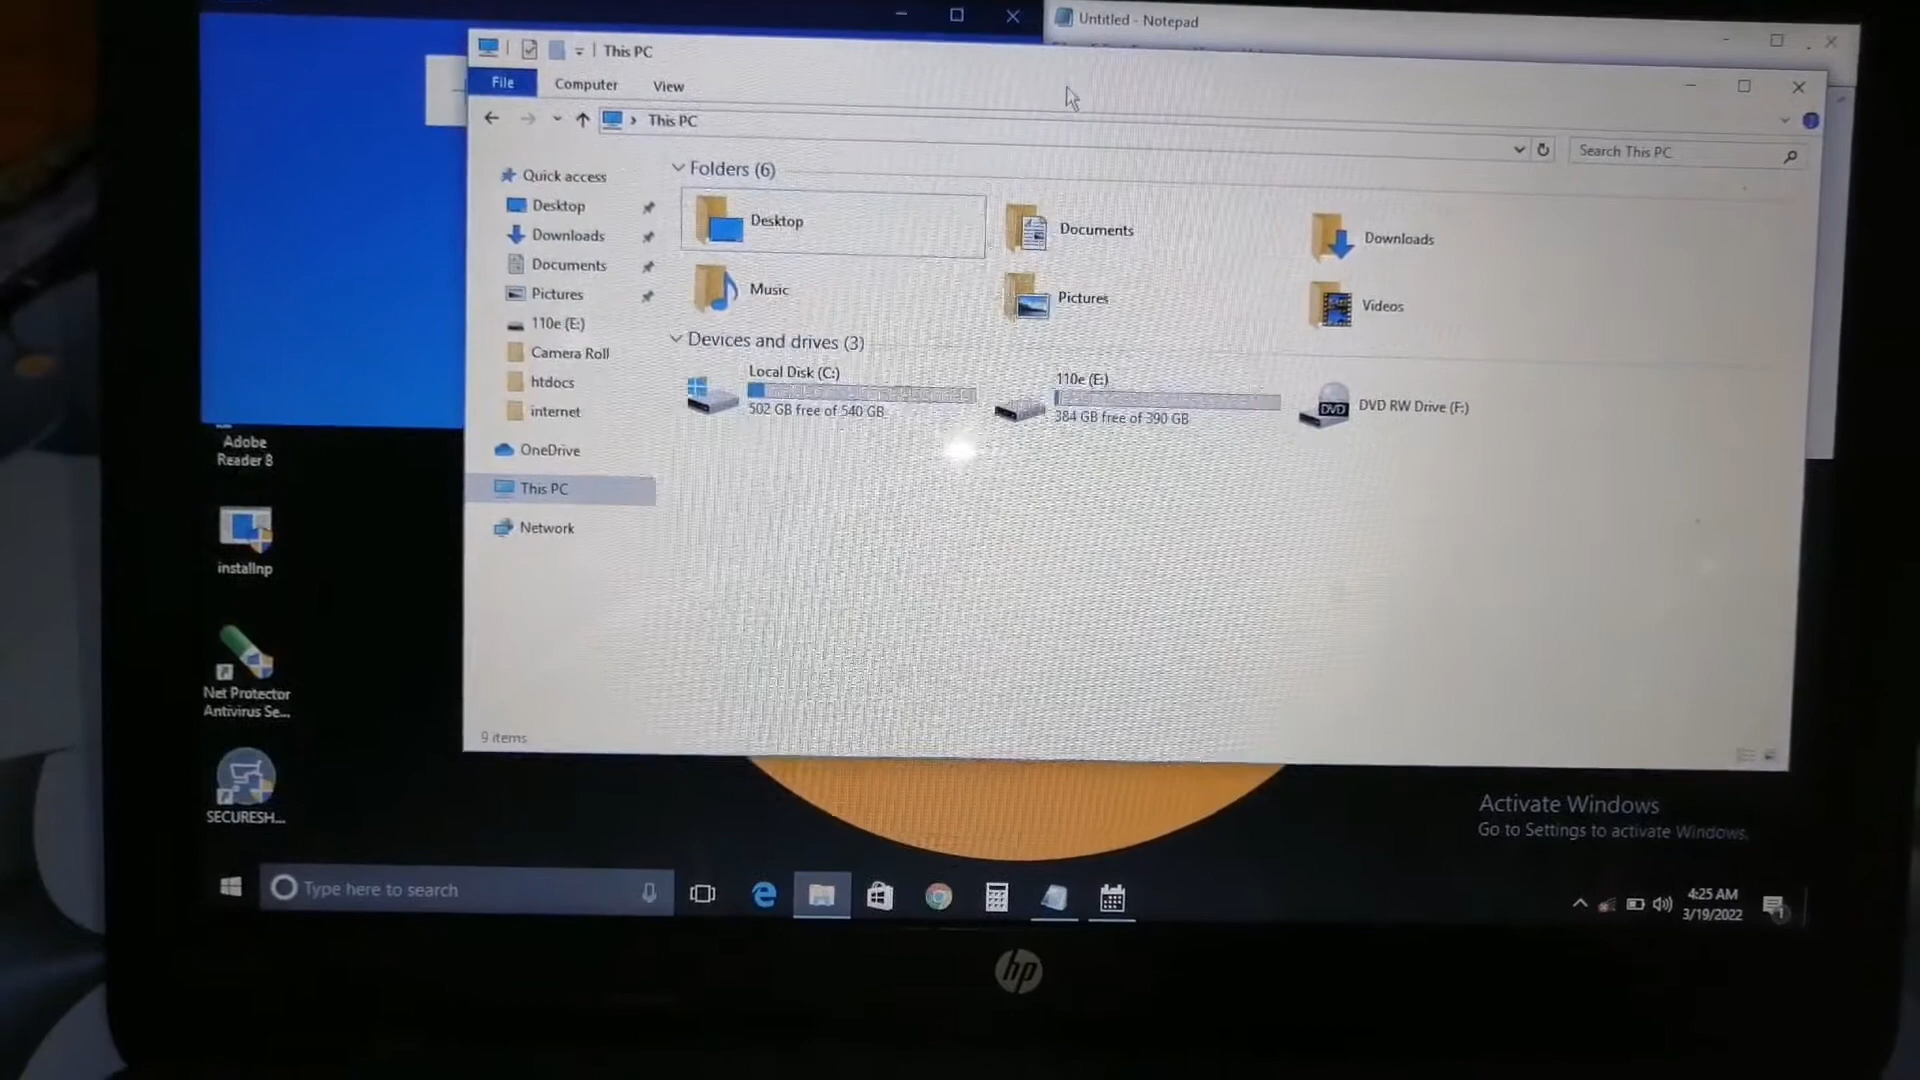 Untitled - Notepad
This PC
File
Computer
View
This PC
Search This PC
Quick access
Desktop
Downloads
Documents
Pictures
110e (E:)
Camera Roll
htdocs
internet
OneDrive
This PC
Network
Folders (6)
Desktop
Documents
Downloads
Music
Pictures
Videos
Devices and drives (3)
Local Disk (C:)
502 GB free of 540 GB
110e (E:)
384 GB free of 390 GB
DVD RW Drive (F:)
9 items
Adobe
Reader 8
installnp
Net Protector
Antivirus Se...
SECURESH...
Activate Windows
Go to Settings to activate Windows.
Type here to search
4:25 AM
3/19/2022
1
hp